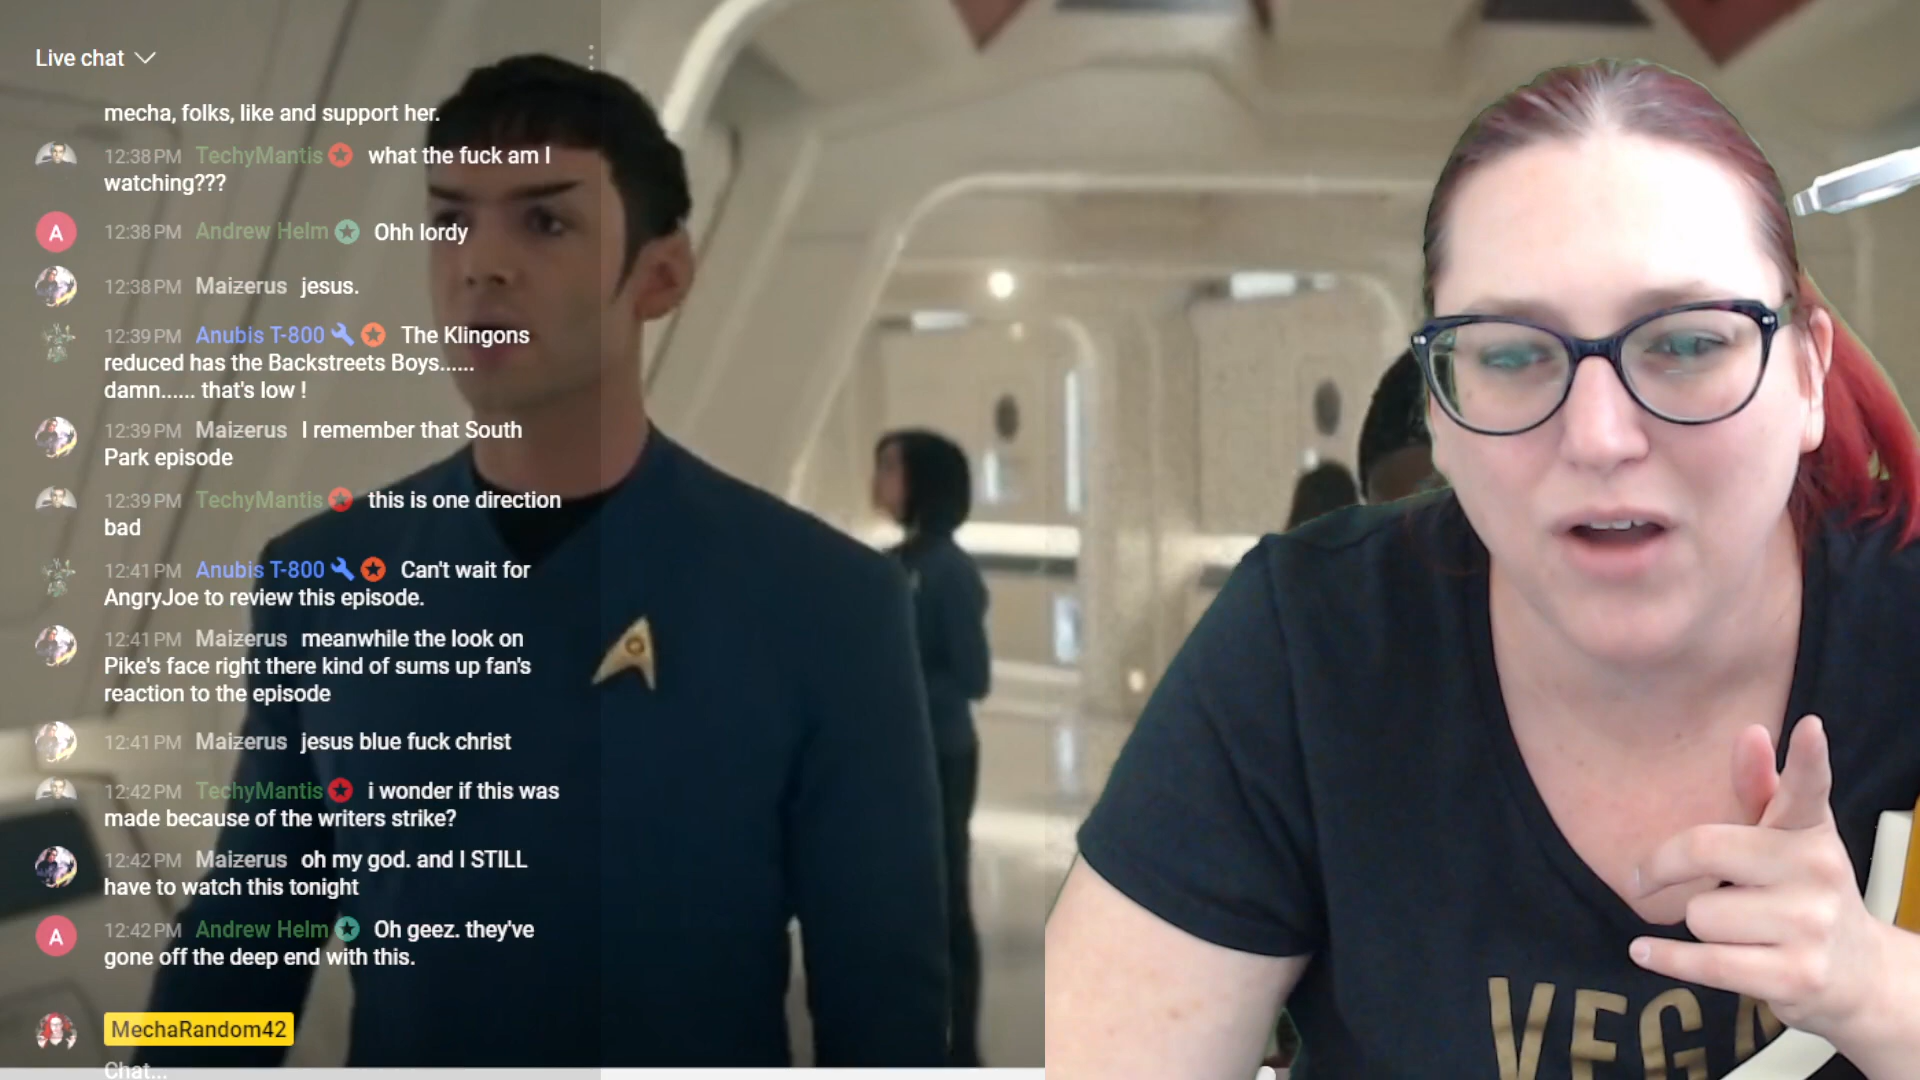 Live chat
mecha, folks, like and support her.
12:38 PM TechyMantis what the fuck am I
watching???
A 12:38 PM Andrew Helm Ohh lordy
12:38 PM Maizerus jesus.
12:39 PM Anubis T-800 The Klingons
reduced has the Backstreets Boys......
damn...... that's low !
12:39 PM Maizerus I remember that South
Park episode
12:39 PM TechyMantis this is one direction
bad
12:41 PM Anubis T-800 Can't wait for
AngryJoe to review this episode.
12:41 PM Maizerus meanwhile the look on
Pike's face right there kind of sums up fan's
reaction to the episode
12:41 PM Maizerus jesus blue fuck christ
12:42 PM TechyMantis i wonder if this was
made because of the writers strike?
12:42 PM Maizerus oh my god. and I STILL
have to watch this tonight
A 12:42 PM Andrew Helm Oh geez. they've
gone off the deep end with this.
MechaRandom42
Chat...
VEGA